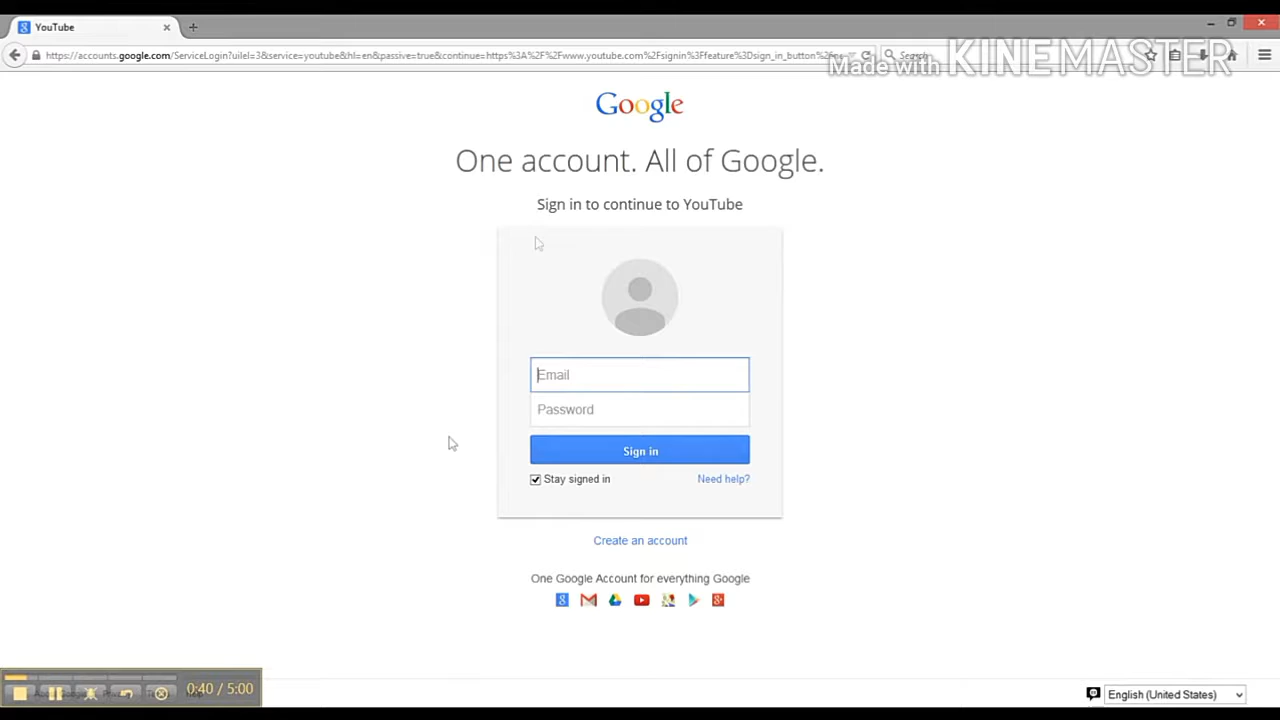 YouTube
https://accounts.google.com/ServiceLogin?uilel=3&service=youtube&hl=en&passive=true&continue=https%3A%2F%2Fwww.youtube.com%2Fsignin%3Ffeature%3Dsign_in_button%
Search
Made with KINEMASTER
Google
One account. All of Google.
Sign in to continue to YouTube
Email
Password
Sign in
Stay signed in
Need help?
Create an account
One Google Account for everything Google
0:40 / 5:00
English (United States)